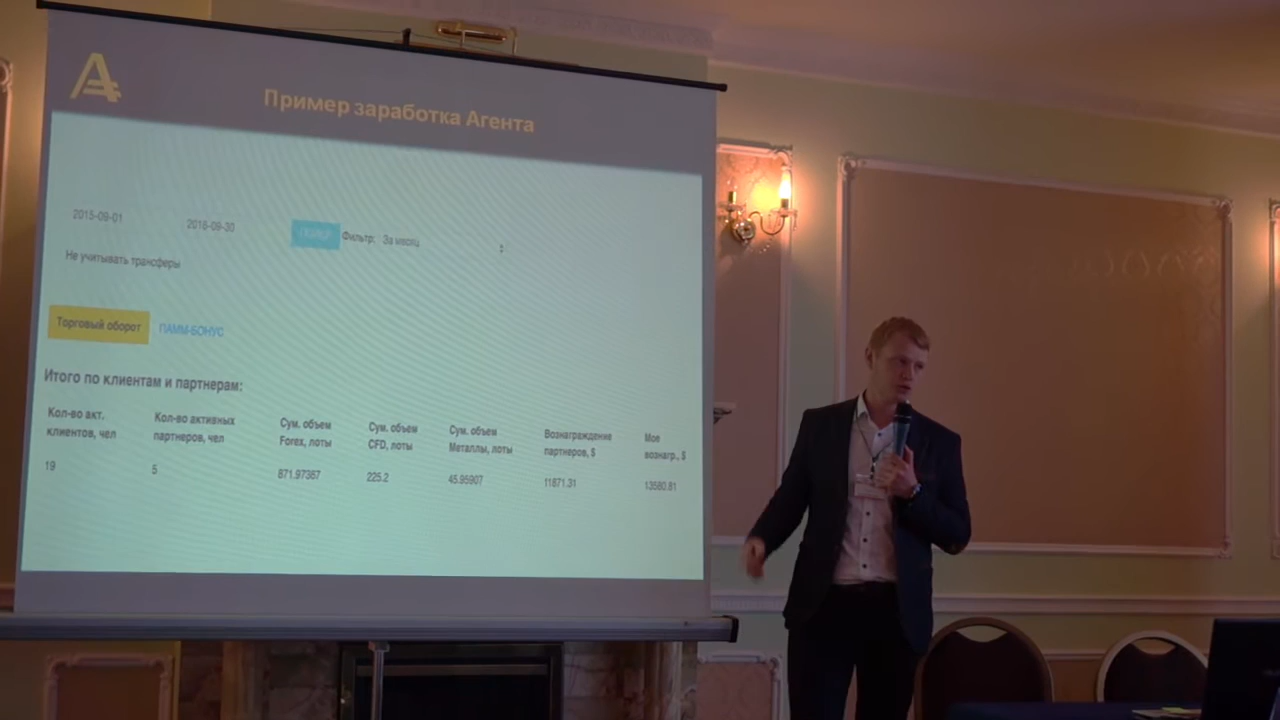 Пример заработка Агента
2015-09-01 2016-09-30 Фильтр: За месяц
Не учитывать трансферы
Торговый оборот ПАММ-БОНУС
Итого по клиентам и партнерам:
Кол-во акт. Кол-во активных Сум. объем Сум. объем Сум. объем Вознаграждение Мое
клиентов, чел партнеров, чел Forex, лоты CFD, лоты Металлы, лоты партнеров, $ вознагр., $
19 5 871.97367 225.2 45.95907 11871.31 13580.81